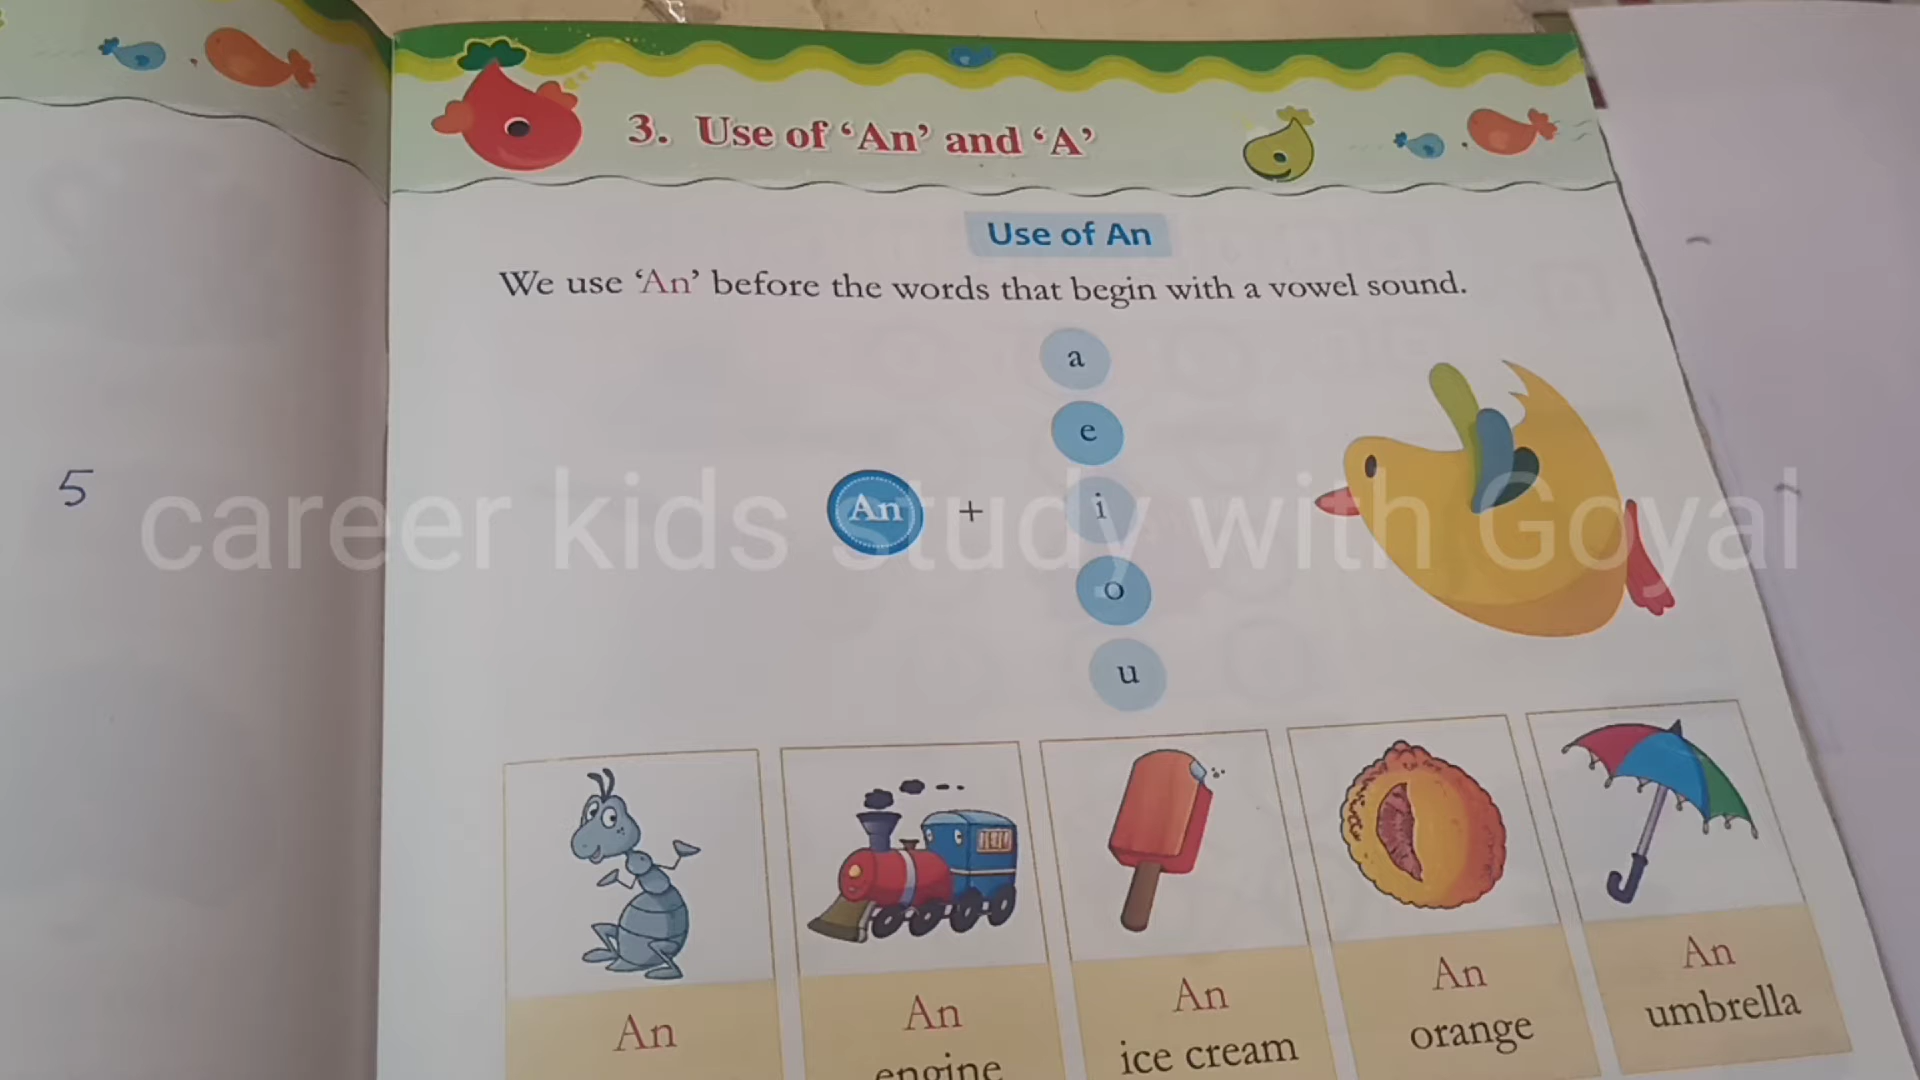 3. Use of ‘An’ and ‘A’
Use of An
We use ‘An’ before the words that begin with a vowel sound.
a
e
An + i
o
u
5
career kids study with Goyal
An
An
engine
An
ice cream
An
orange
An
umbrella